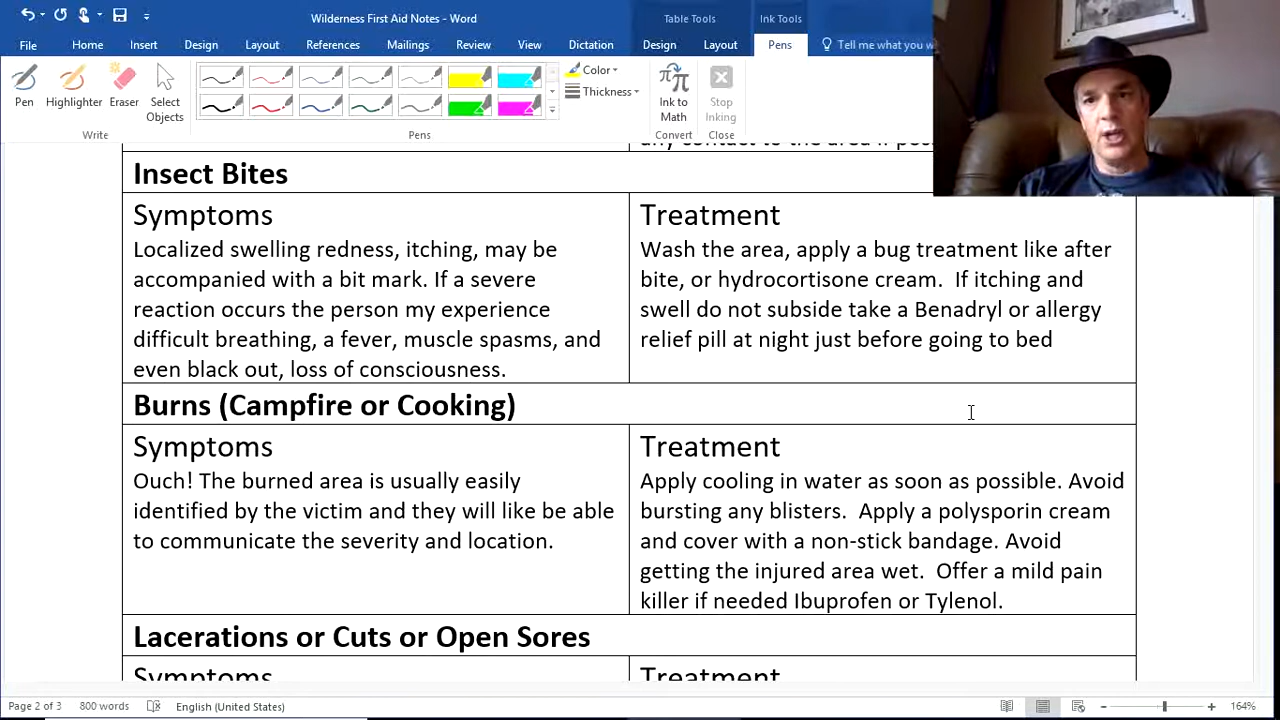 Wilderness First Aid Notes - Word
Table Tools
Ink Tools
File
Home
Insert
Design
Layout
References
Mailings
Review
View
Dictation
Design
Layout
Pens
Tell me what you w
Pen
Highlighter
Eraser
Select
Objects
Color
Thickness
Ink to
Math
Stop
Inking
Write
Pens
Convert
Close
any contact to the area if pos
Insect Bites
Symptoms
Localized swelling redness, itching, may be
accompanied with a bit mark. If a severe
reaction occurs the person my experience
difficult breathing, a fever, muscle spasms, and
even black out, loss of consciousness.
Treatment
Wash the area, apply a bug treatment like after
bite, or hydrocortisone cream.  If itching and
swell do not subside take a Benadryl or allergy
relief pill at night just before going to bed
Burns (Campfire or Cooking)
Symptoms
Ouch! The burned area is usually easily
identified by the victim and they will like be able
to communicate the severity and location.
Treatment
Apply cooling in water as soon as possible. Avoid
bursting any blisters.  Apply a polysporin cream
and cover with a non-stick bandage. Avoid
getting the injured area wet.  Offer a mild pain
killer if needed Ibuprofen or Tylenol.
Lacerations or Cuts or Open Sores
Symptoms
Treatment
Page 2 of 3
800 words
English (United States)
164%